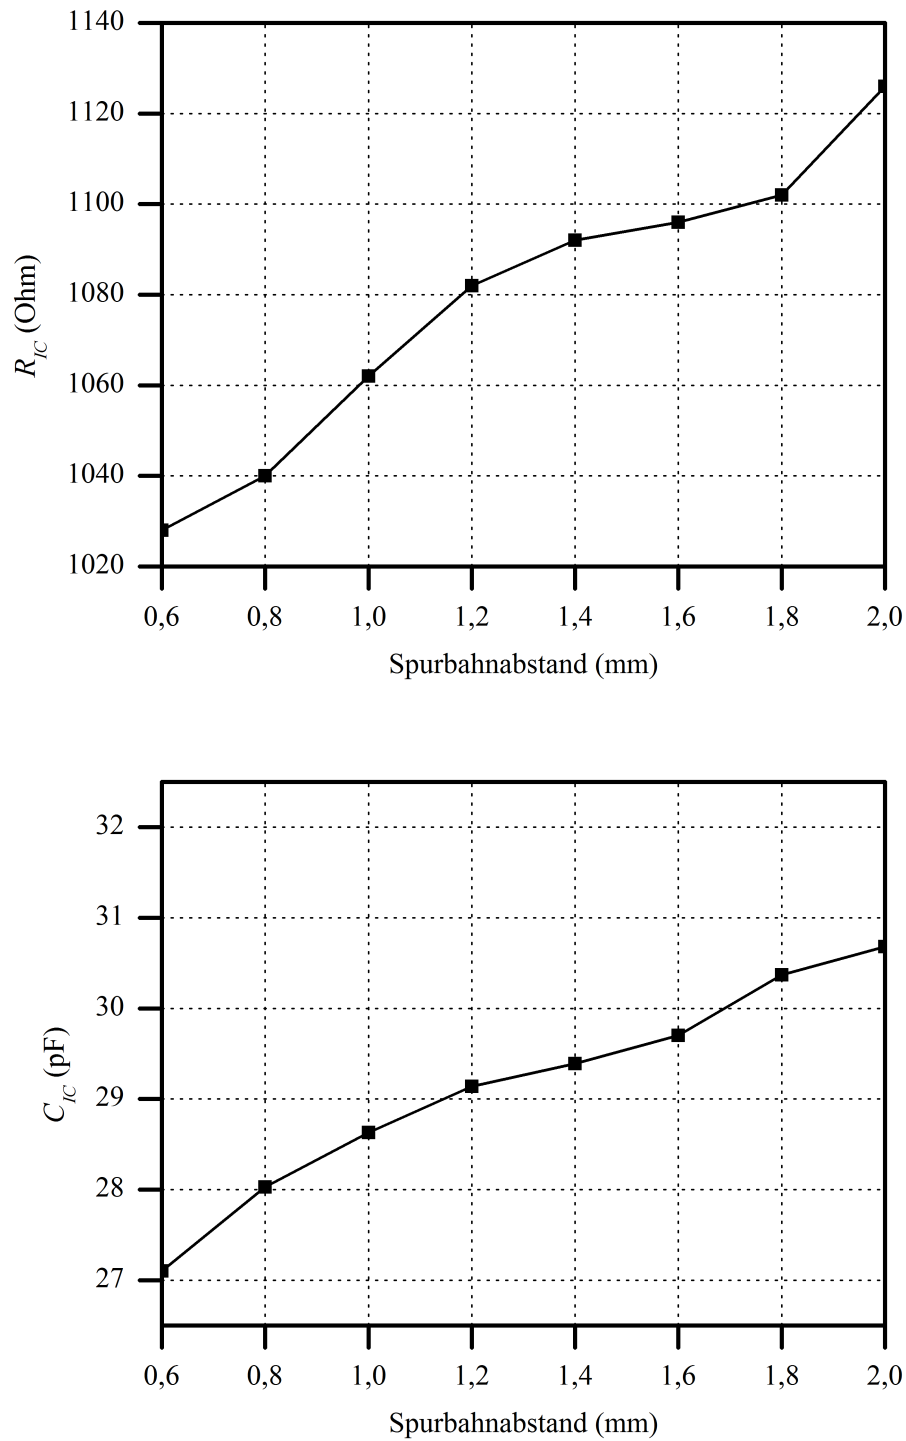 1140
1120
1100
1080
1060
1040
1020
R_IC (Ohm)
0,6 0,8 1,0 1,2 1,4 1,6 1,8 2,0
Spurbahnabstand (mm)
32
31
30
29
28
27
C_IC (pF)
0,6 0,8 1,0 1,2 1,4 1,6 1,8 2,0
Spurbahnabstand (mm)